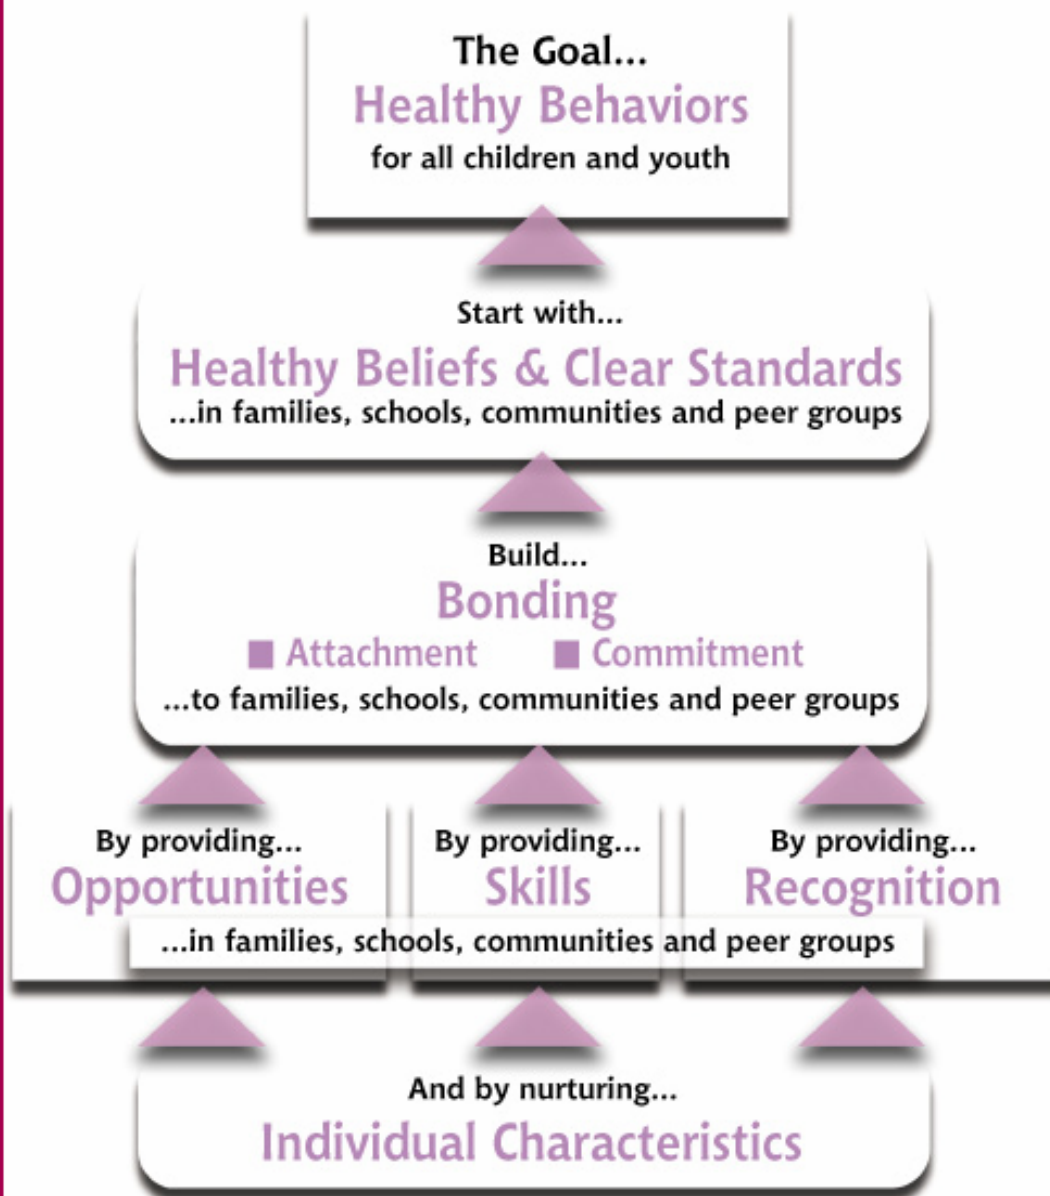 The Goal...
Healthy Behaviors
for all children and youth
Start with...
Healthy Beliefs & Clear Standards
...in families, schools, communities and peer groups
Build...
Bonding
■ Attachment ■ Commitment
...to families, schools, communities and peer groups
By providing... By providing... By providing...
Opportunities Skills Recognition
...in families, schools, communities and peer groups
And by nurturing...
Individual Characteristics